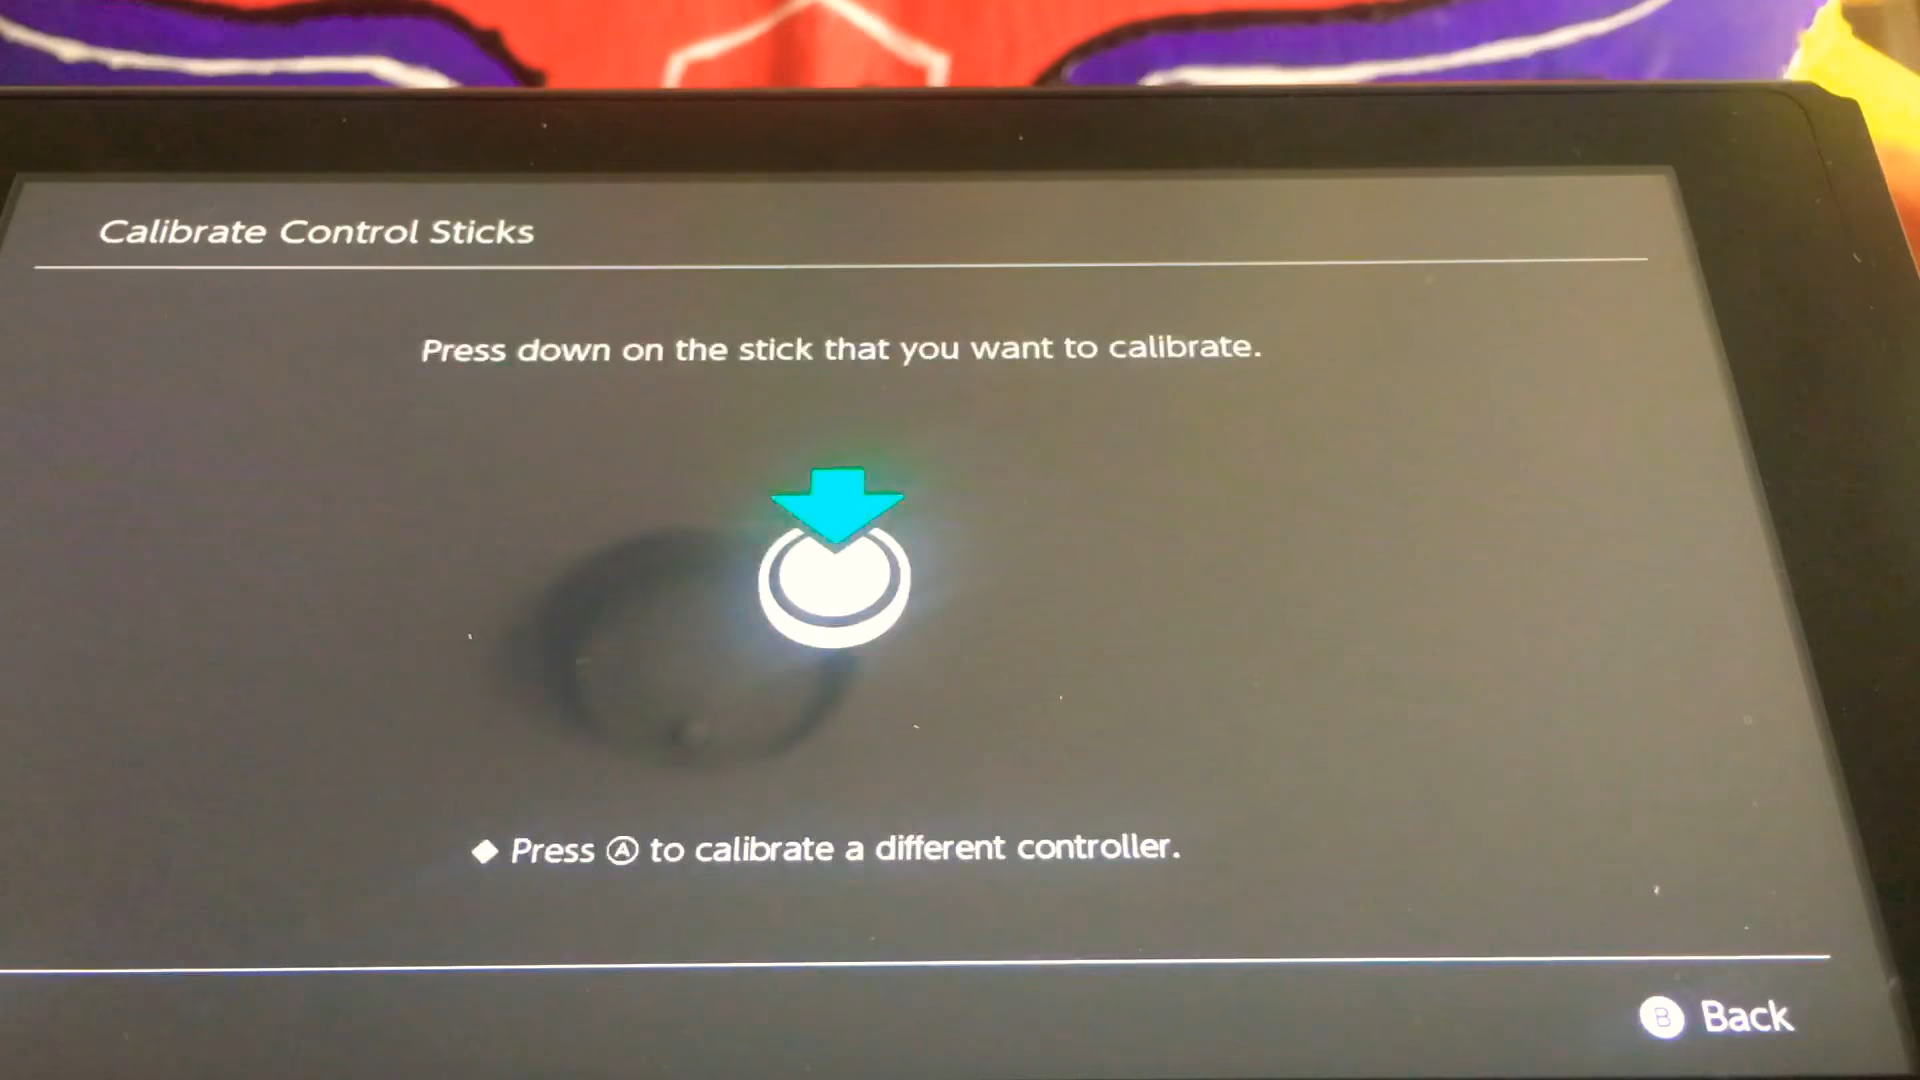 Calibrate Control Sticks
Press down on the stick that you want to calibrate.
◆ Press Ⓐ to calibrate a different controller.
Ⓑ Back